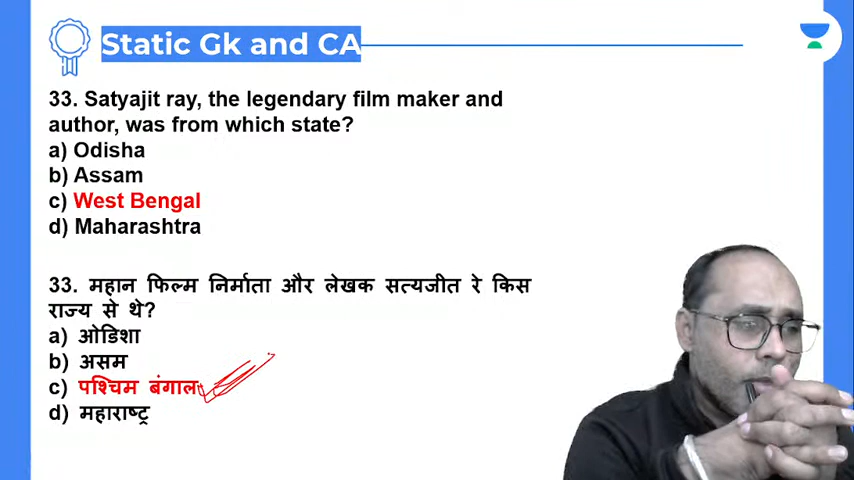 Static Gk and CA
33. Satyajit ray, the legendary film maker and
author, was from which state?
a) Odisha
b) Assam
c) West Bengal
d) Maharashtra
33. महान फिल्म निर्माता और लेखक सत्यजीत रे किस
राज्य से थे?
a) ओडिशा
b) असम
c) पश्चिम बंगाल
d) महाराष्ट्र